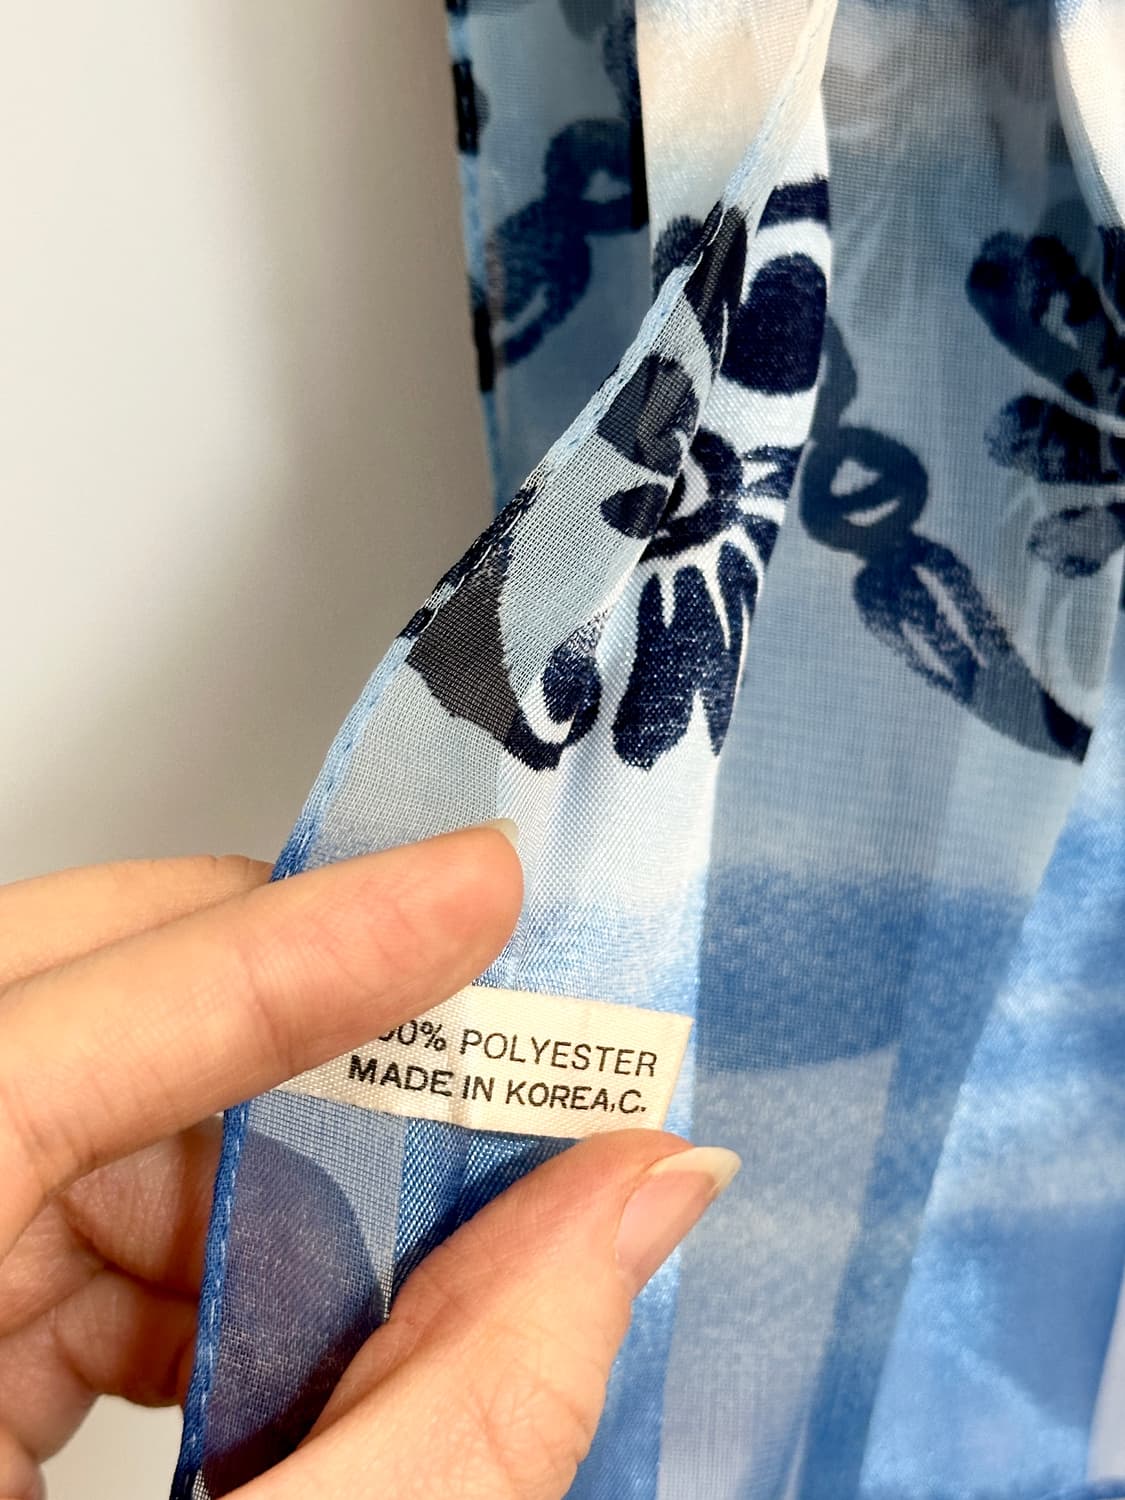 00% POLYESTER
MADE IN KOREA,C.